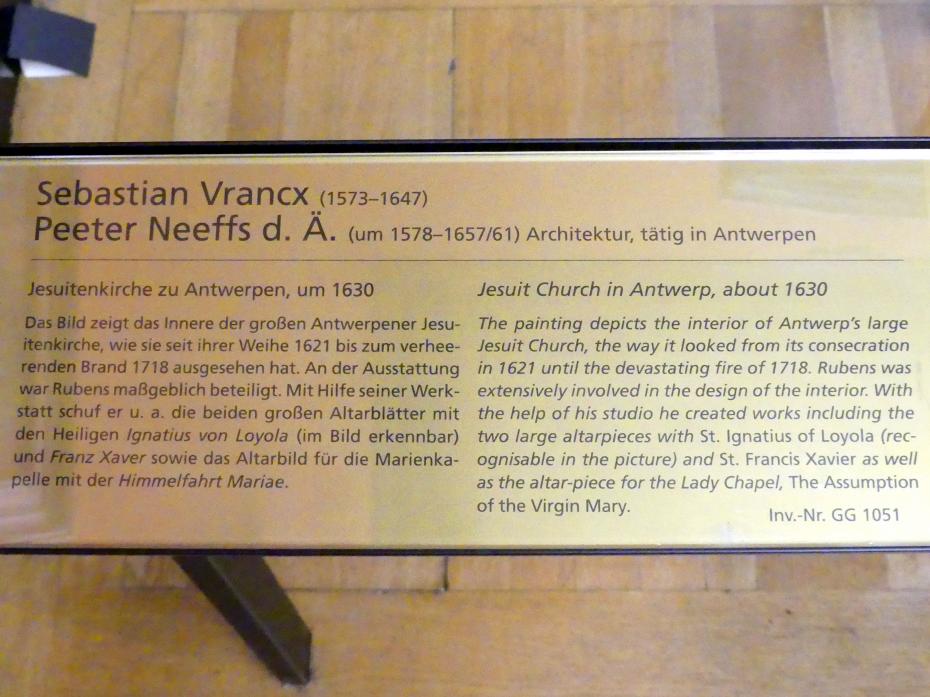 Sebastian Vrancx (1573–1647)
Peeter Neeffs d. Ä. (um 1578–1657/61) Architektur, tätig in Antwerpen
Jesuitenkirche zu Antwerpen, um 1630
Das Bild zeigt das Innere der großen Antwerpener Jesu-
itenkirche, wie sie seit ihrer Weihe 1621 bis zum verhee-
renden Brand 1718 ausgesehen hat. An der Ausstattung
war Rubens maßgeblich beteiligt. Mit Hilfe seiner Werk-
statt schuf er u. a. die beiden großen Altarblätter mit
den Heiligen Ignatius von Loyola (im Bild erkennbar)
und Franz Xaver sowie das Altarbild für die Marienka-
pelle mit der Himmelfahrt Mariae.
Jesuit Church in Antwerp, about 1630
The painting depicts the interior of Antwerp's large
Jesuit Church, the way it looked from its consecration
in 1621 until the devastating fire of 1718. Rubens was
extensively involved in the design of the interior. With
the help of his studio he created works including the
two large altarpieces with St. Ignatius of Loyola (rec-
ognisable in the picture) and St. Francis Xavier as well
as the altar-piece for the Lady Chapel, The Assumption
of the Virgin Mary.
Inv.-Nr. GG 1051